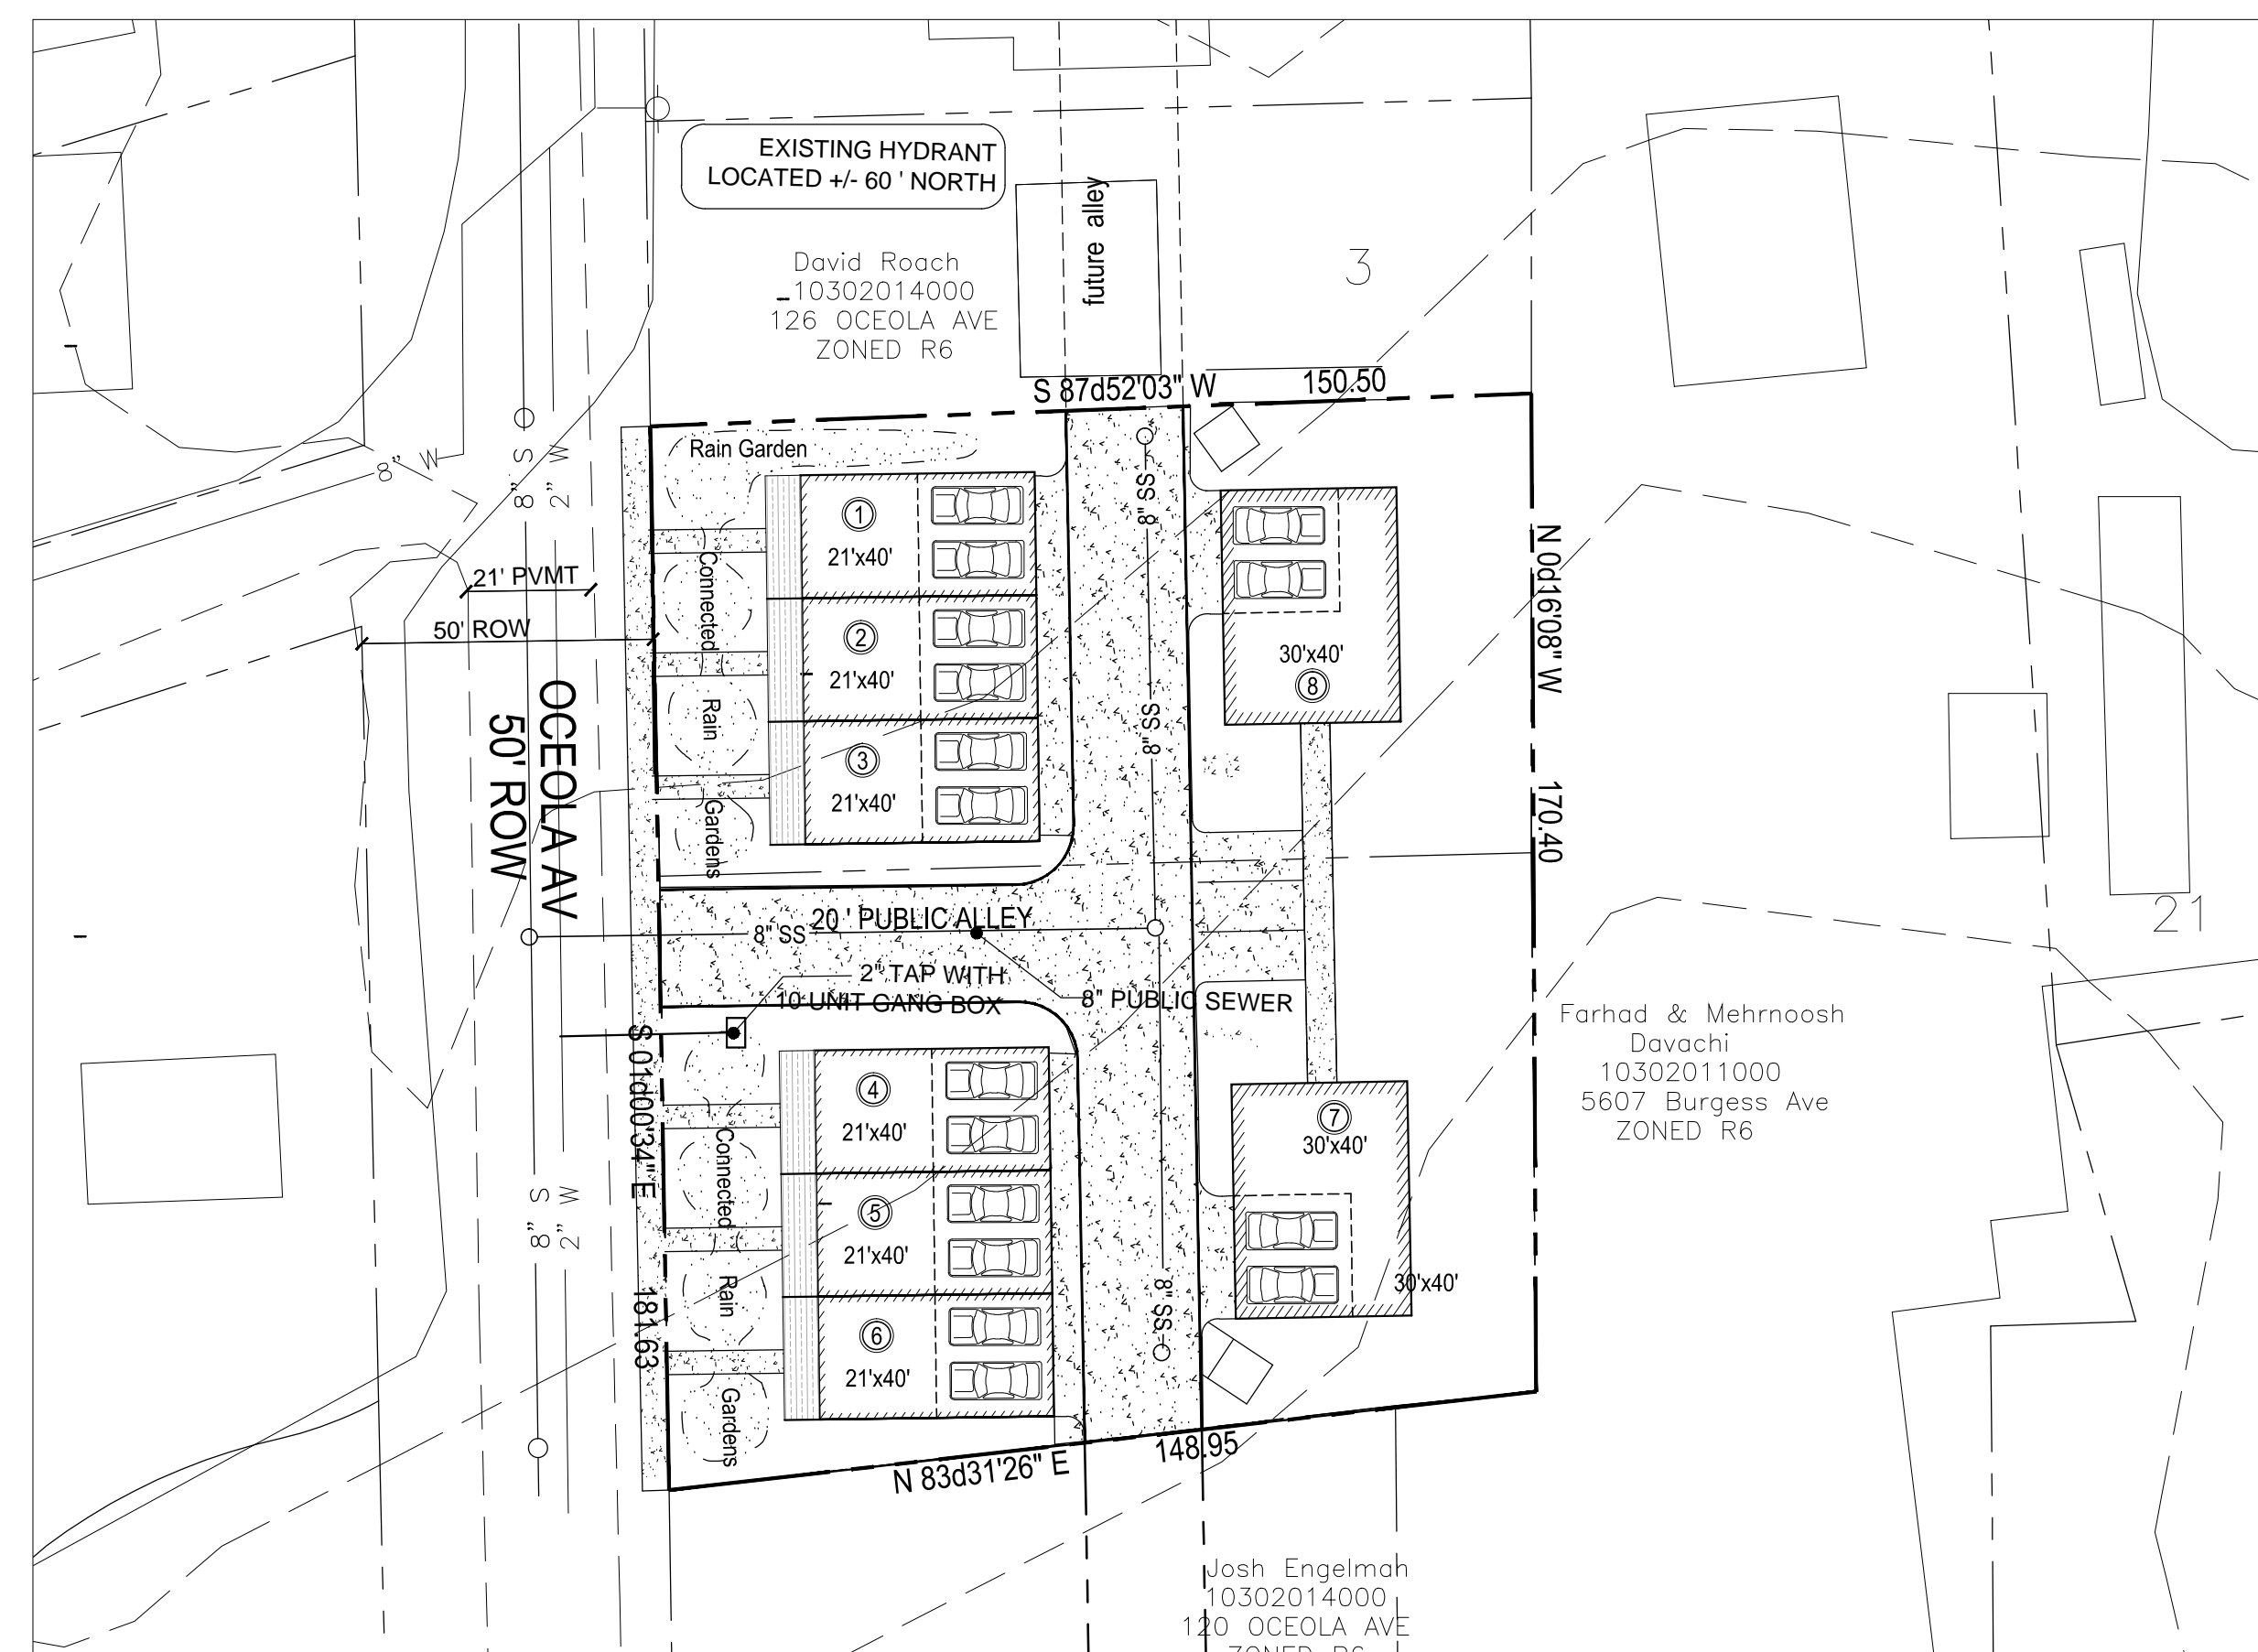 EXISTING HYDRANT
LOCATED +/- 60 ' NORTH
future alley
David Roach
10302014000
126 OCEOLA AVE
ZONED R6
3
S 87d52'03" W
150.50
Rain Garden
8" W
8" S
2" W
21' PVMT
50' ROW
OCEOLA AV
50' ROW
Connected
Rain
Gardens
1
21'x40'
2
21'x40'
3
21'x40'
8" SS
8" SS
30'x40'
8
N 0d16'08" W
170.40
20 ' PUBLIC ALLEY
8" SS
2" TAP WITH
10 UNIT GANG BOX
8" PUBLIC SEWER
21
Farhad & Mehrnoosh
Davachi
10302011000
5607 Burgess Ave
ZONED R6
S 01d00'34" E
181.63
8" S
2" W
Connected
Rain
Gardens
4
21'x40'
5
21'x40'
6
21'x40'
8" SS
7
30'x40'
30'x40'
N 83d31'26" E
148.95
Josh Engelmah
10302014000
120 OCEOLA AVE
ZONED R6